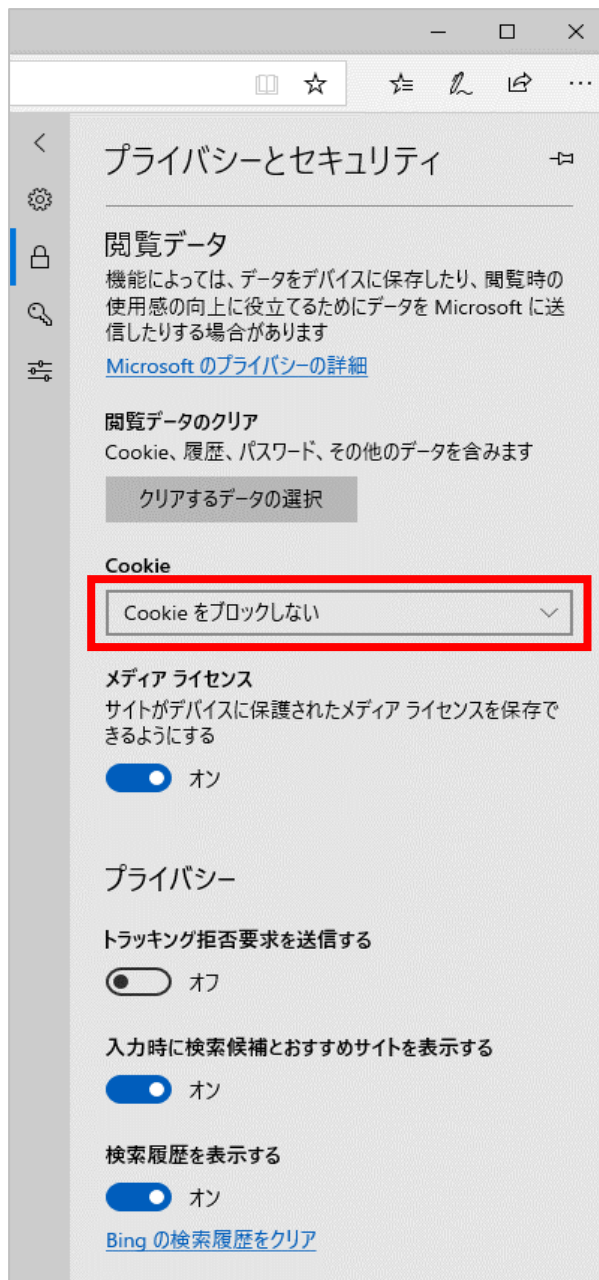 プライバシーとセキュリティ
閲覧データ
機能によっては、データをデバイスに保存したり、閲覧時の
使用感の向上に役立てるためにデータを Microsoft に送
信したりする場合があります
Microsoft のプライバシーの詳細
閲覧データのクリア
Cookie、履歴、パスワード、その他のデータを含みます
クリアするデータの選択
Cookie
Cookie をブロックしない
メディア ライセンス
サイトがデバイスに保護されたメディア ライセンスを保存で
きるようにする
オン
プライバシー
トラッキング拒否要求を送信する
オフ
入力時に検索候補とおすすめサイトを表示する
オン
検索履歴を表示する
オン
Bing の検索履歴をクリア